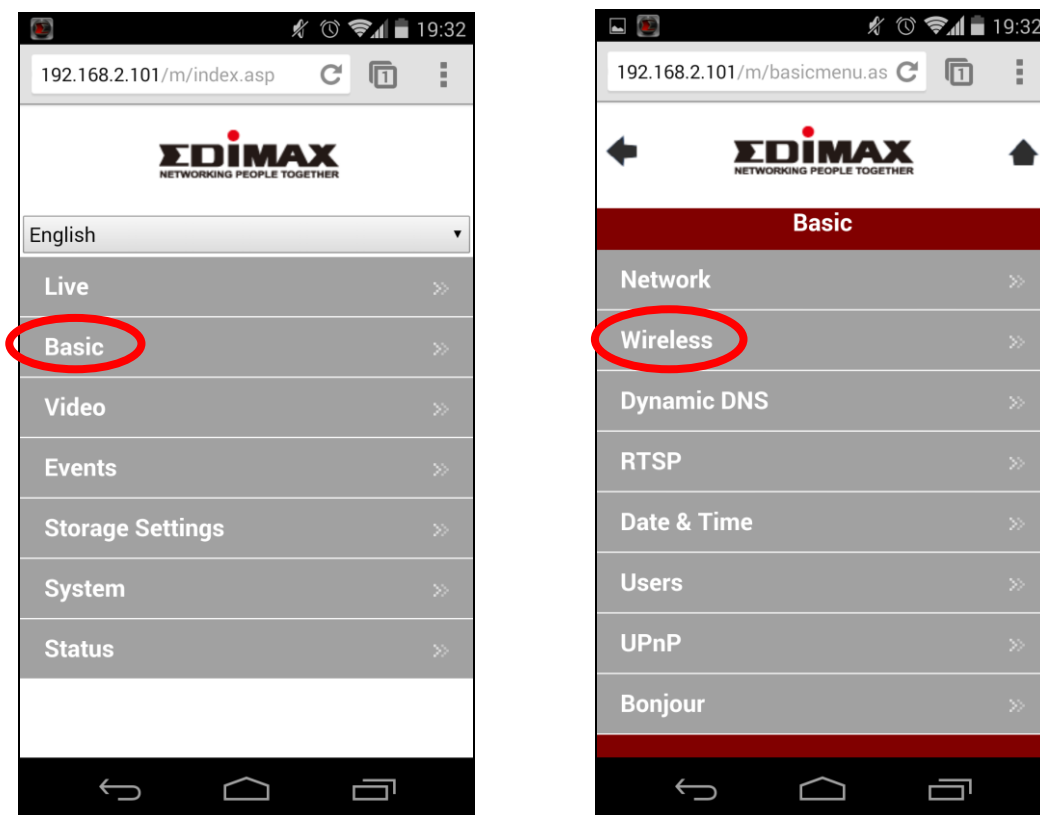 19:32
192.168.2.101/m/index.asp
1
EDiMAX
NETWORKING PEOPLE TOGETHER
English
Live
Basic
Video
Events
Storage Settings
System
Status
19:32
192.168.2.101/m/basicmenu.as
1
EDiMAX
NETWORKING PEOPLE TOGETHER
Basic
Network
Wireless
Dynamic DNS
RTSP
Date & Time
Users
UPnP
Bonjour